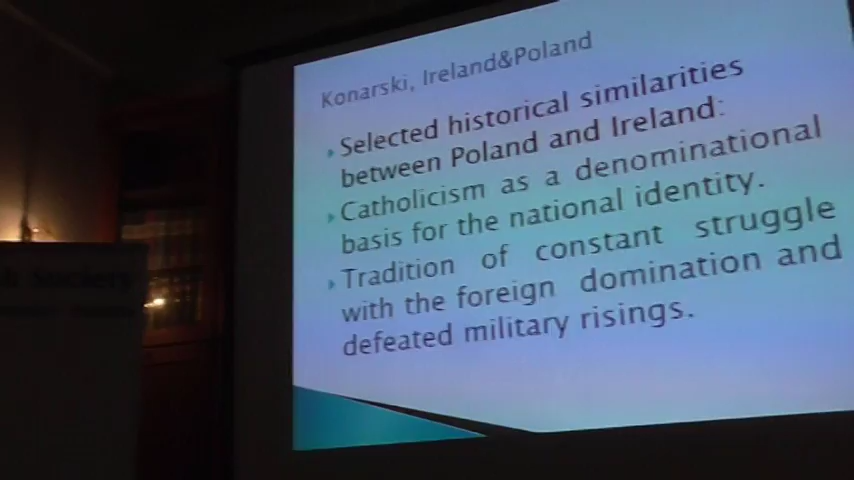 Konarski, Ireland&Poland
Selected historical similarities
between Poland and Ireland:
Catholicism as a denominational
basis for the national identity.
Tradition of constant struggle
with the foreign domination and
defeated military risings.
Society